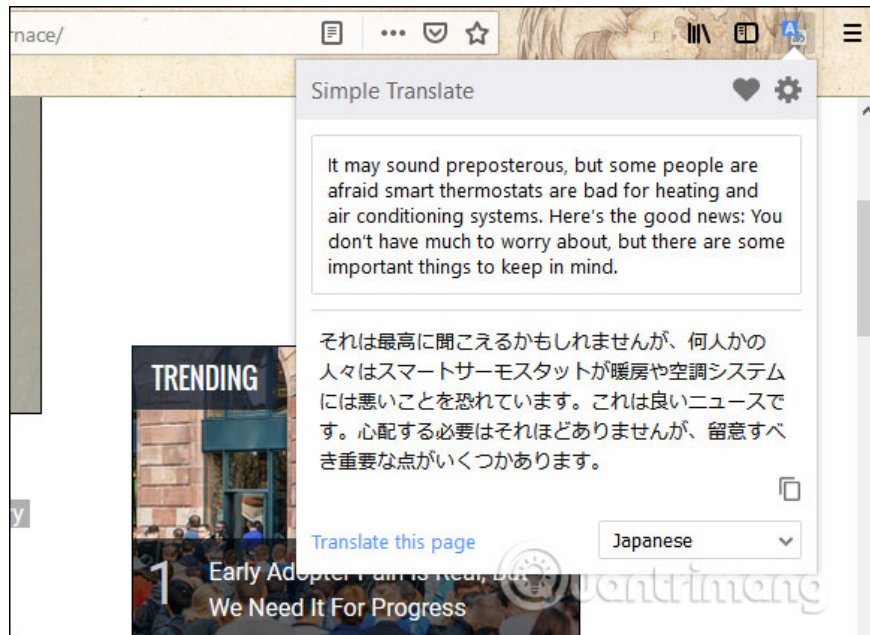 rnace/
Simple Translate
It may sound preposterous, but some people are
afraid smart thermostats are bad for heating and
air conditioning systems. Here's the good news: You
don't have much to worry about, but there are some
important things to keep in mind.
それは最高に聞こえるかもしれませんが、何人かの
人々はスマートサーモスタットが暖房や空調システム
には悪いことを恐れています。これは良いニュースで
す。心配する必要はそれほどありませんが、留意すべ
き重要な点がいくつかあります。
Translate this page
Japanese
TRENDING
ry
1
Early Adopter Pain Is Real, But
We Need It For Progress
Quantrimang